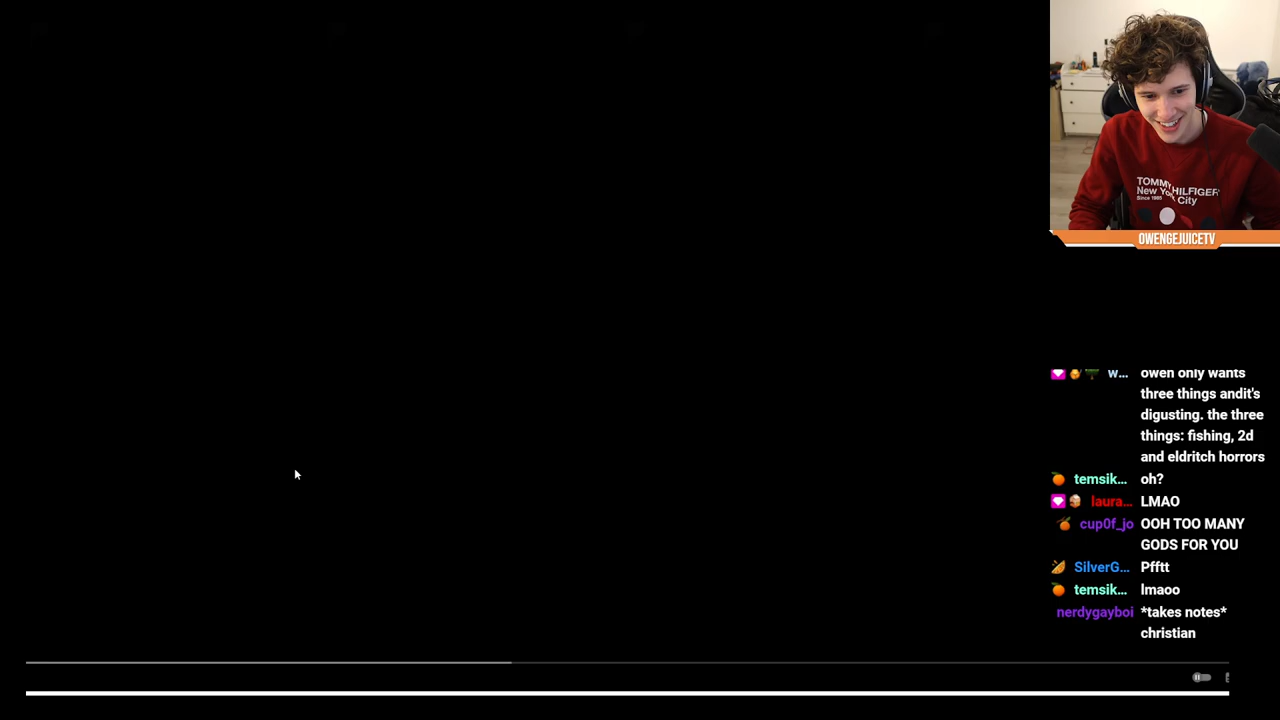 TOMMY HILFIGER
New York City
Since 1985
OWENGEJUICETV
w... owen only wants
three things andit's
digusting. the three
things: fishing, 2d
and eldritch horrors
temsik... oh?
laura... LMAO
cup0f_jo OOH TOO MANY
GODS FOR YOU
SilverG... Pfftt
temsik... lmaoo
nerdygayboi *takes notes*
christian